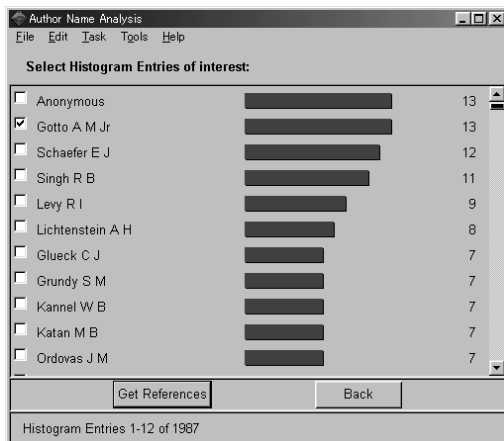 Author Name Analysis
File Edit Task Tools Help
Select Histogram Entries of interest:
Anonymous 13
Gotto A M Jr 13
Schaefer E J 12
Singh R B 11
Levy R I 9
Lichtenstein A H 8
Glueck C J 7
Grundy S M 7
Kannel W B 7
Katan M B 7
Ordovas J M 7
Get References Back
Histogram Entries 1-12 of 1987